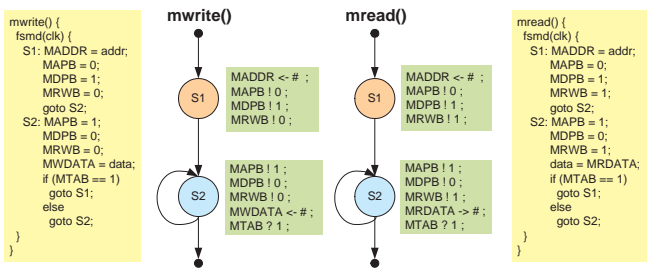 mwrite() {
fsmd(clk) {
S1: MADDR = addr;
MAPB = 0;
MDPB = 1;
MRWB = 0;
goto S2;
S2: MAPB = 1;
MDPB = 0;
MRWB = 0;
MWDATA = data;
if (MTAB == 1)
goto S1;
else
goto S2;
}
}
mwrite()
S1
MADDR <- # ;
MAPB ! 0 ;
MDPB ! 1 ;
MRWB ! 0 ;
S2
MAPB ! 1 ;
MDPB ! 0 ;
MRWB ! 0 ;
MWDATA <- # ;
MTAB ? 1 ;
mread()
S1
MADDR <- # ;
MAPB ! 0 ;
MDPB ! 1 ;
MRWB ! 1 ;
S2
MAPB ! 1 ;
MDPB ! 0 ;
MRWB ! 1 ;
MRDATA -> # ;
MTAB ? 1 ;
mread() {
fsmd(clk) {
S1: MADDR = addr;
MAPB = 0;
MDPB = 1;
MRWB = 1;
goto S2;
S2: MAPB = 1;
MDPB = 0;
MRWB = 1;
data = MRDATA;
if (MTAB == 1)
goto S1;
else
goto S2;
}
}